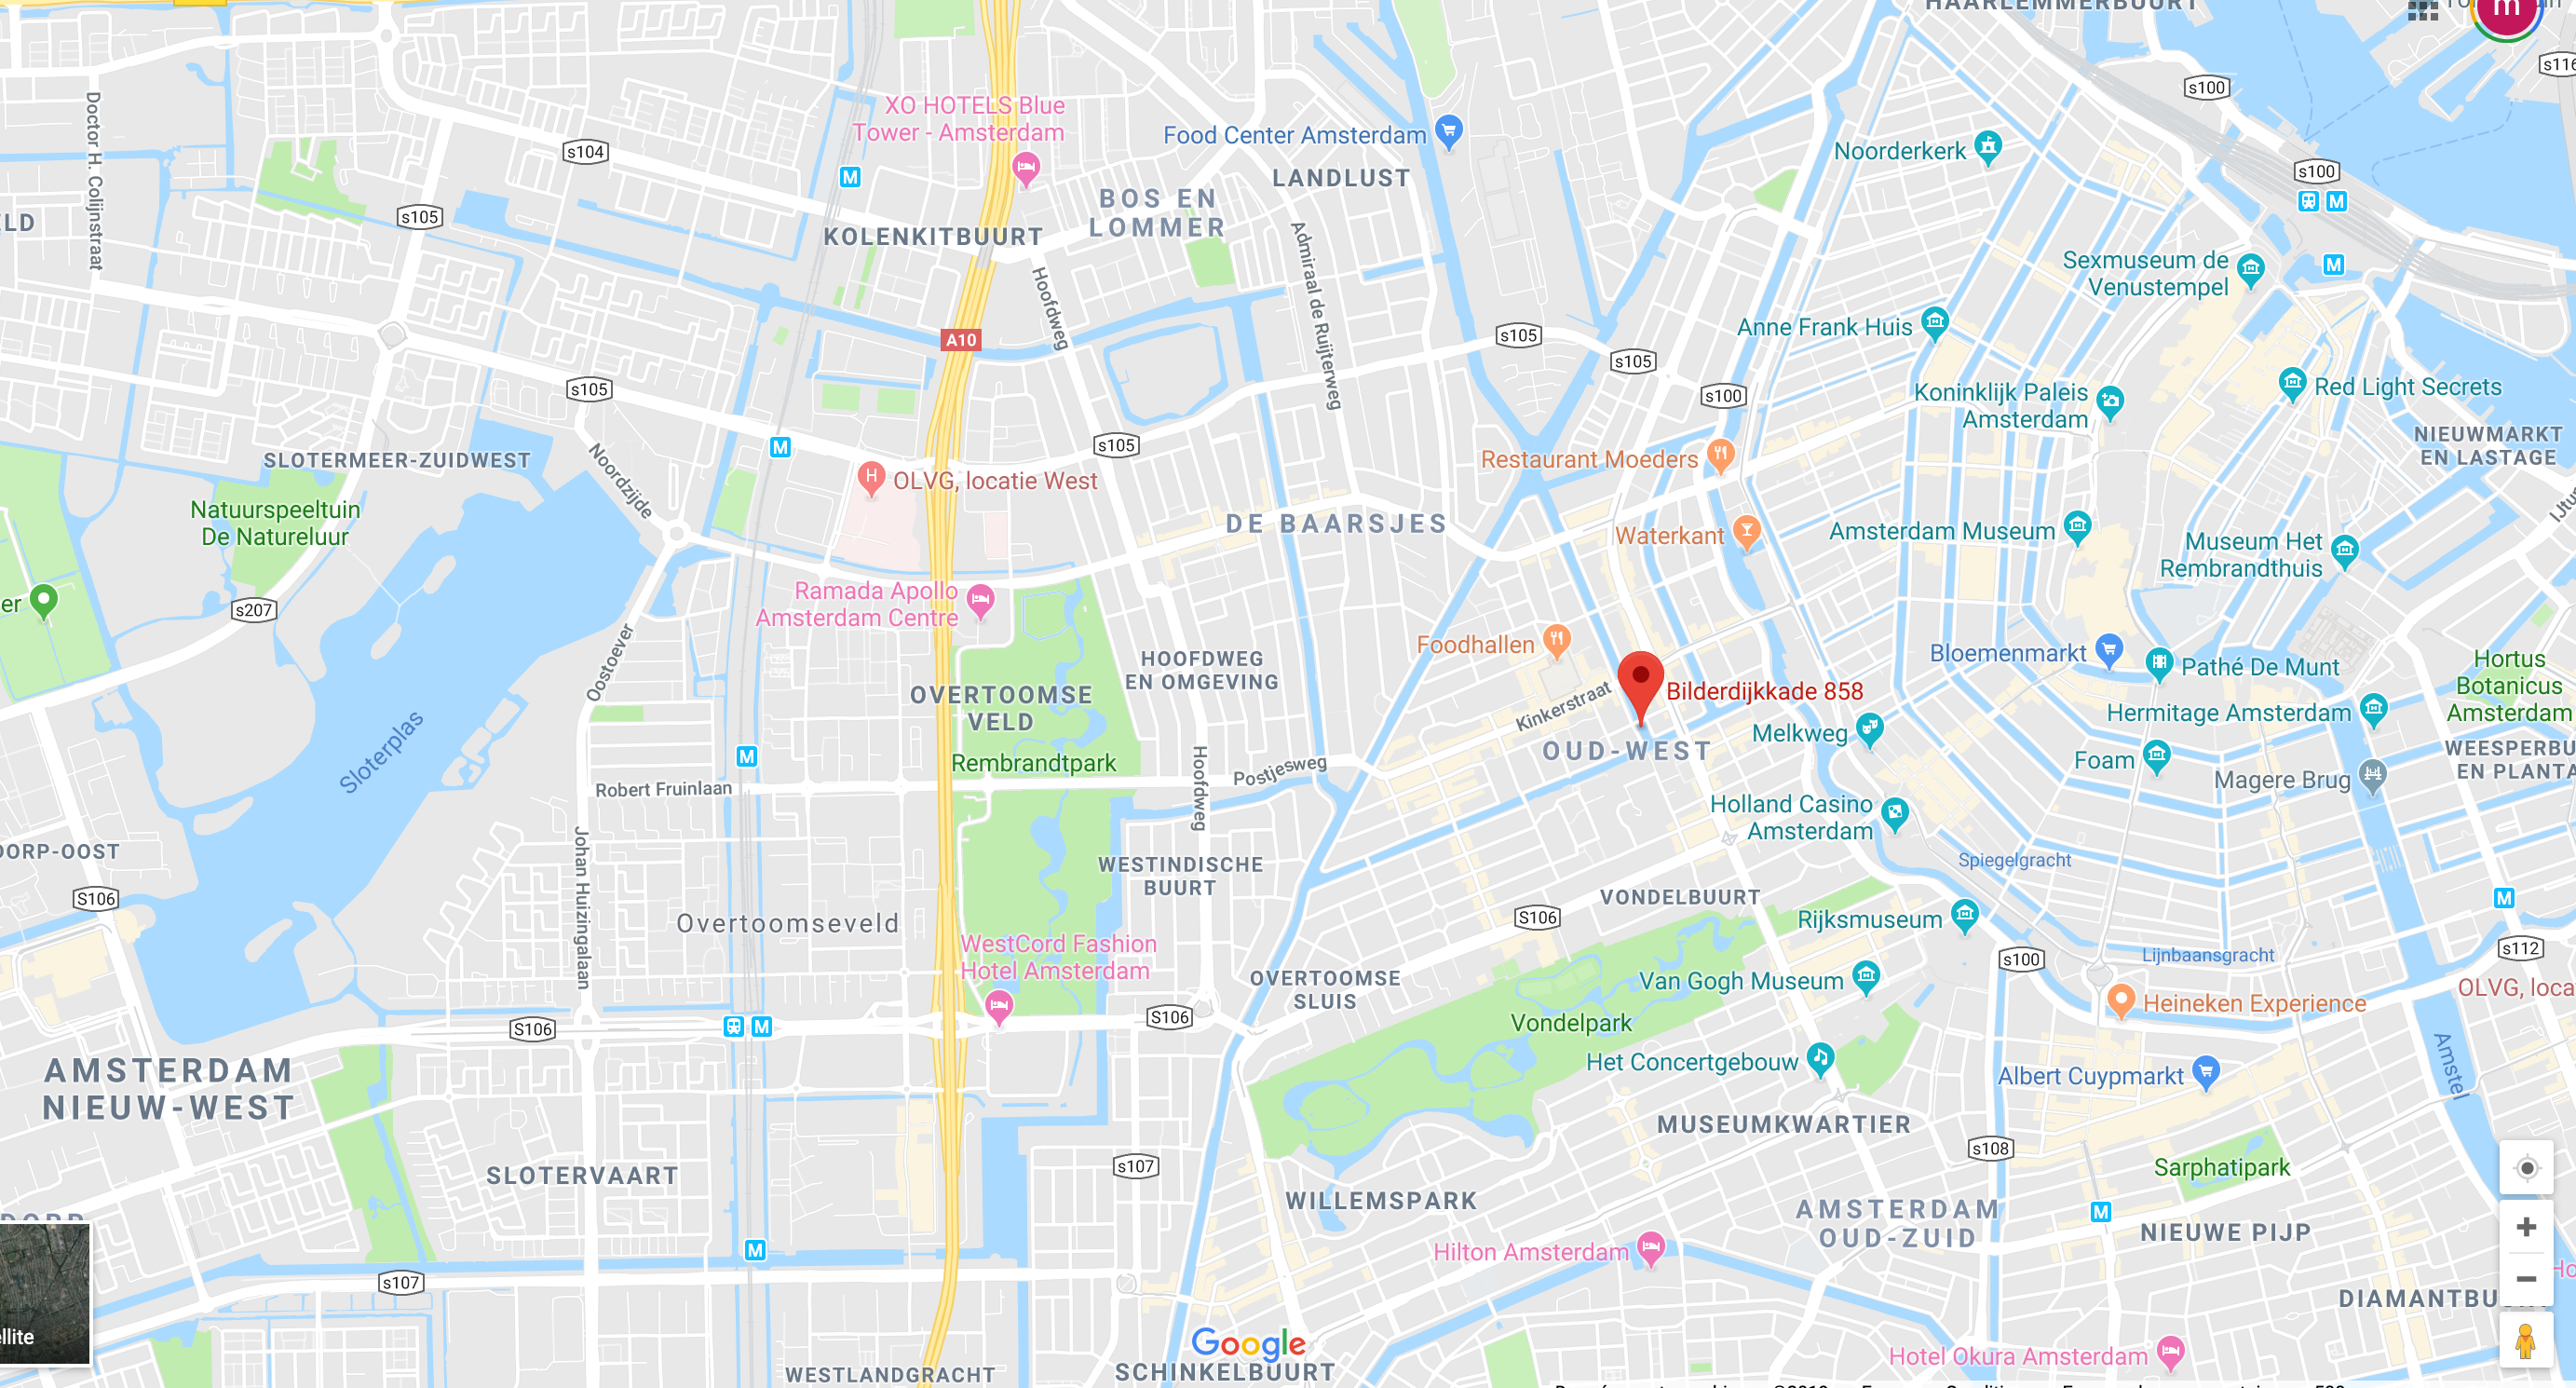 HAARLEMMERBUURT
m
s116
s100
Doctor H. Colijnstraat
XO HOTELS Blue
Tower - Amsterdam
Food Center Amsterdam
s104
M
LANDLUST
Noorderkerk
s100
M
s105
BOS EN
LOMMER
KOLENKITBUURT
Admiraal de Ruijterweg
Hoofdweg
Sexmuseum de
Venustempel
M
A10
s105
s105
Anne Frank Huis
s105
s100
Koninklijk Paleis
Amsterdam
Red Light Secrets
s105
M
SLOTERMEER-ZUIDWEST
Noordzijde
H
OLVG, locatie West
Restaurant Moeders
NIEUWMARKT
EN LASTAGE
Natuurspeeltuin
De Natureluur
DE BAARSJES
Waterkant
Amsterdam Museum
Museum Het
Rembrandthuis
er
s207
Ramada Apollo
Amsterdam Centre
Oostoever
Foodhallen
HOOFDWEG
EN OMGEVING
Bloemenmarkt
Pathé De Munt
Hortus
Botanicus
Amsterdam
OVERTOOMSE
VELD
Kinkerstraat
Bilderdijkkade 858
Sloterplas
Hermitage Amsterdam
Melkweg
OUD-WEST
M
Rembrandtpark
Hoofdweg
Postjesweg
Foam
Magere Brug
Robert Fruinlaan
Holland Casino
Amsterdam
DORP-OOST
Johan Huizingalaan
WESTINDISCHE
BUURT
Spiegelgracht
S106
VONDELBUURT
M
Overtoomseveld
S106
Rijksmuseum
WestCord Fashion
Hotel Amsterdam
Lijnbaansgracht
s100
s112
OVERTOOMSE
SLUIS
Van Gogh Museum
OLVG, loca
Heineken Experience
S106
M
S106
Vondelpark
AMSTERDAM
NIEUW-WEST
Het Concertgebouw
Albert Cuypmarkt
Amstel
MUSEUMKWARTIER
s107
s108
SLOTERVAART
Sarphatipark
WILLEMSPARK
AMSTERDAM
OUD-ZUID
M
NIEUWE PIJP
M
Hilton Amsterdam
s107
Google
Hotel Okura Amsterdam
SCHINKELBUURT
WESTLANDGRACHT